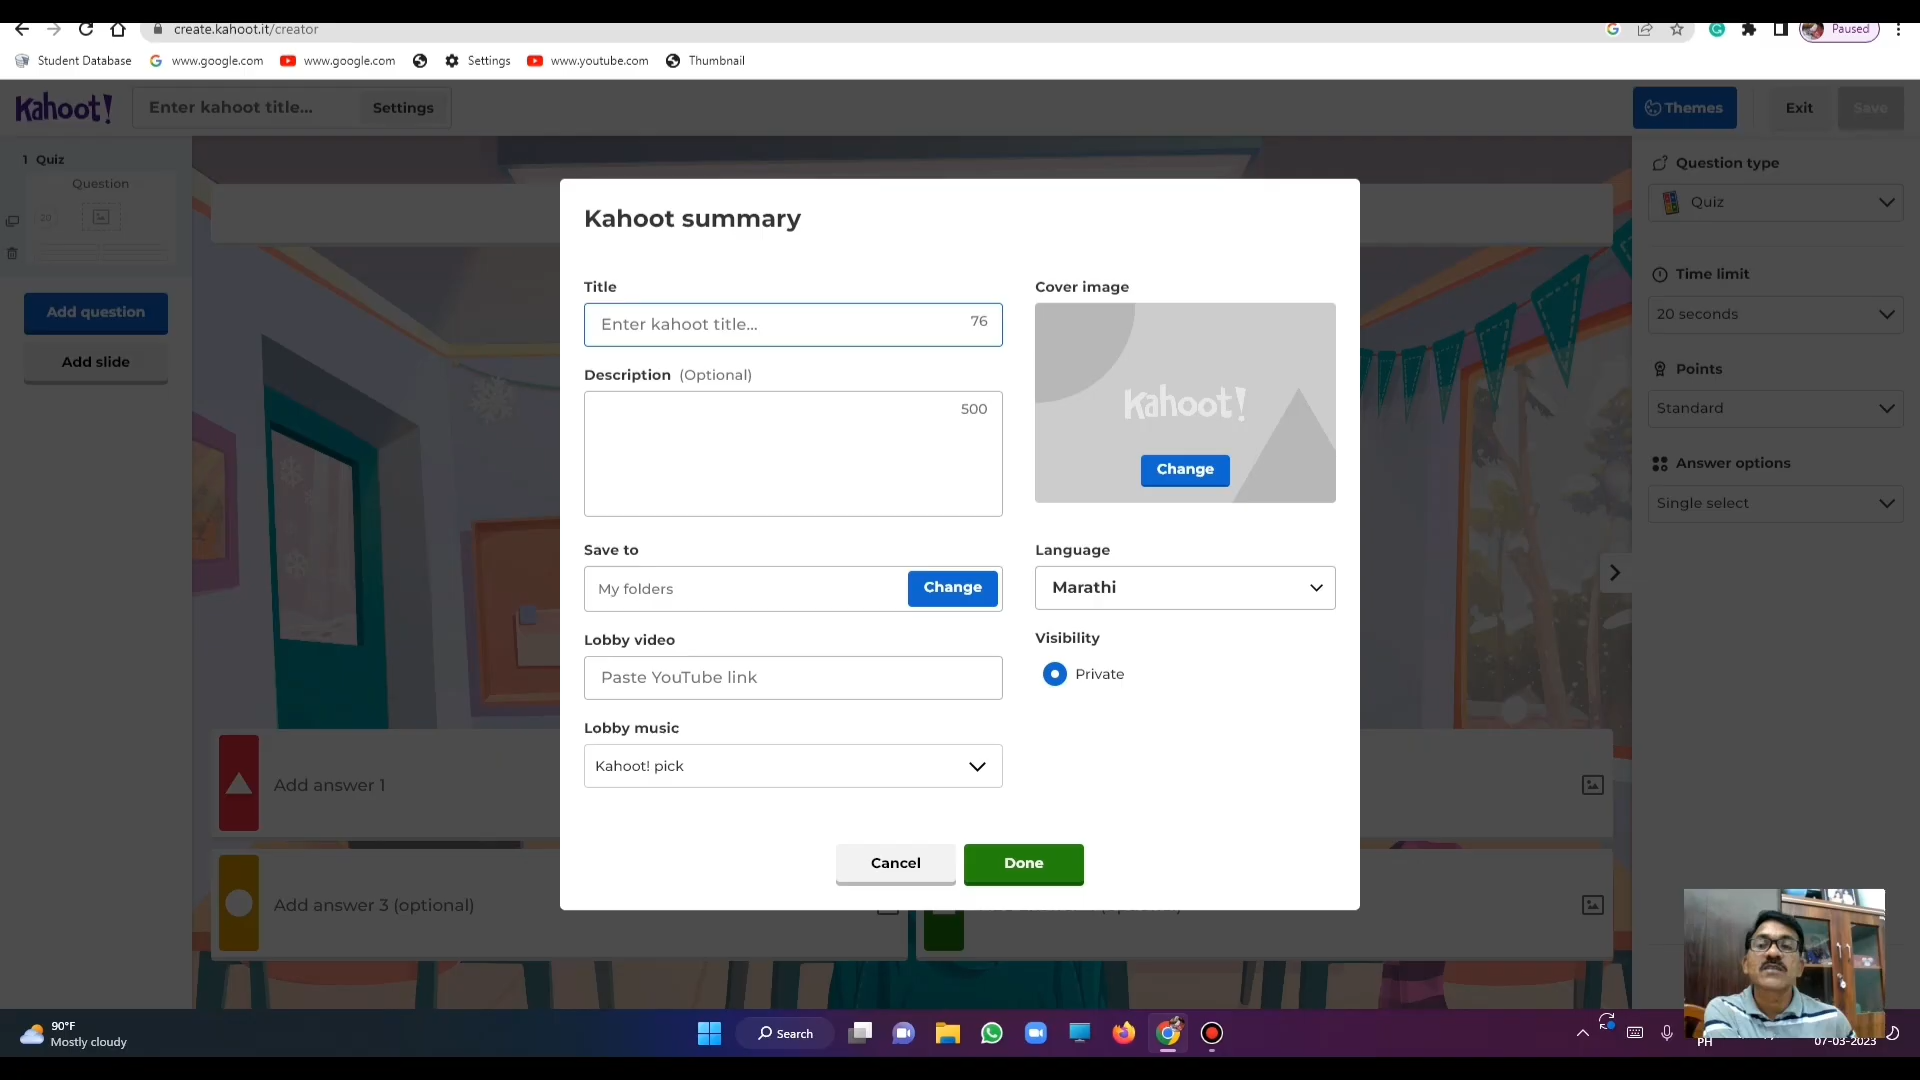 create.kahoot.it/creator
Paused
Student Database
www.google.com
www.google.com
Settings
www.youtube.com
Thumbnail
Kahoot!
Enter kahoot title...
Settings
Themes
Exit
Save
1 Quiz
Question
20
Add question
Add slide
Kahoot summary
Title
Enter kahoot title...
76
Description (Optional)
500
Save to
My folders
Change
Lobby video
Paste YouTube link
Lobby music
Kahoot! pick
Cover image
Kahoot!
Change
Language
Marathi
Visibility
Private
Cancel
Done
Question type
Quiz
Time limit
20 seconds
Points
Standard
Answer options
Single select
Add answer 1
Add answer 3 (optional)
90°F
Mostly cloudy
Search
PH
07-03-2023